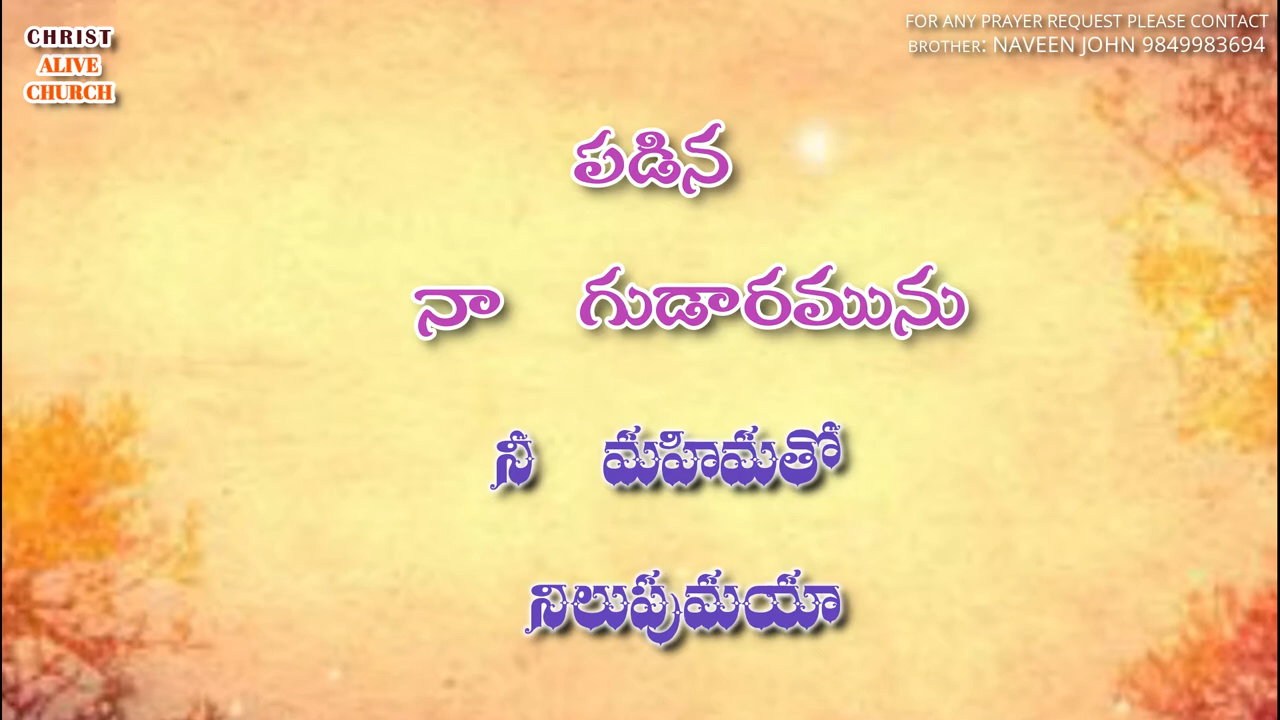 CHRIST
ALIVE
CHURCH
FOR ANY PRAYER REQUEST PLEASE CONTACT
BROTHER: NAVEEN JOHN 9849983694
పడిన
నా గుడారమును
నీ మహిమతో
నిలుపుమయా